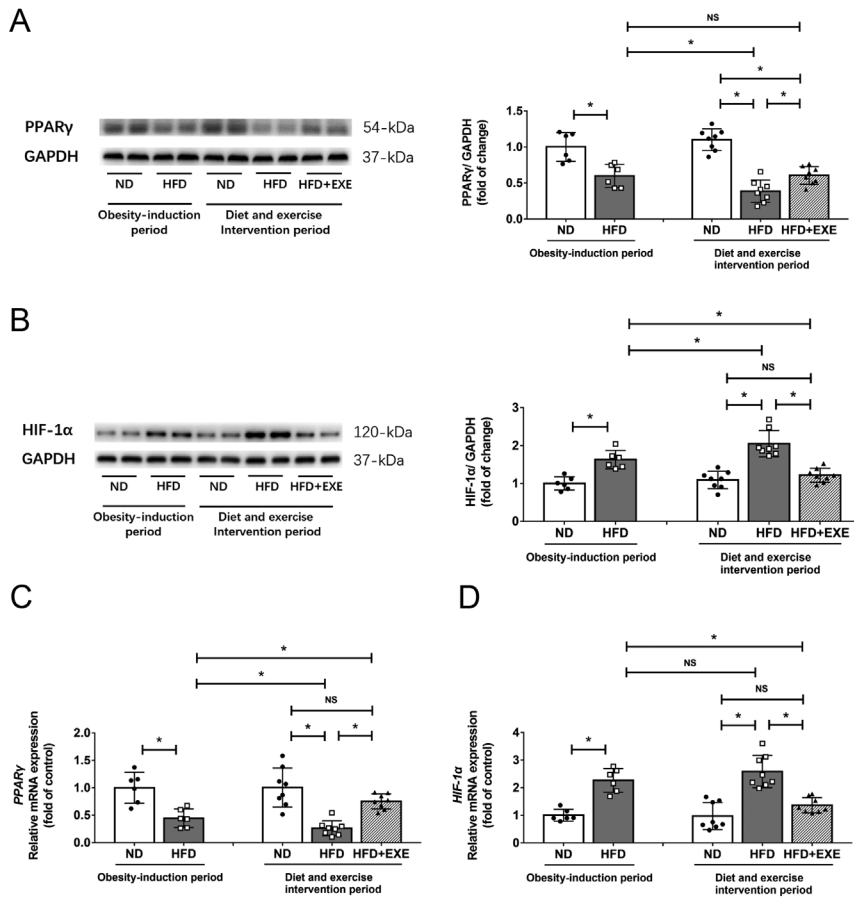 A
PPARγ
54-kDa
GAPDH
37-kDa
ND HFD ND HFD HFD+EXE
Obesity-induction
period
Diet and exercise
Intervention period
NS
*
*
* * *
PPARγ/ GAPDH
(fold of change)
1.5
1.0
0.5
0.0
ND HFD ND HFD HFD+EXE
Obesity-induction period
Diet and exercise
intervention period
B
HIF-1α
120-kDa
GAPDH
37-kDa
ND HFD ND HFD HFD+EXE
Obesity-induction
period
Diet and exercise
Intervention period
*
*
NS
* * *
HIF-1α/ GAPDH
(fold of change)
3
2
1
0
ND HFD ND HFD HFD+EXE
Obesity-induction period
Diet and exercise
intervention period
C
*
*
NS
* * *
PPARγ
Relative mRNA expression
(fold of control)
2.0
1.5
1.0
0.5
0.0
ND HFD ND HFD HFD+EXE
Obesity-induction period
Diet and exercise
intervention period
D
*
NS
NS
* * *
HIF-1α
Relative mRNA expression
(fold of control)
4
3
2
1
0
ND HFD ND HFD HFD+EXE
Obesity-induction period
Diet and exercise
intervention period